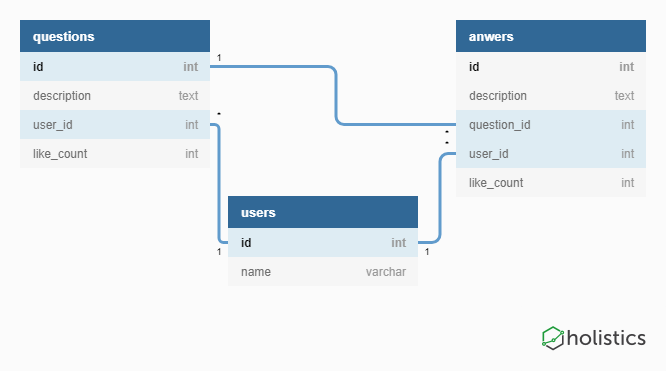 questions
id int
description text
user_id int
like_count int
1
*
anwers
id int
description text
question_id int
user_id int
like_count int
*
*
users
id int
name varchar
1
1
holistics